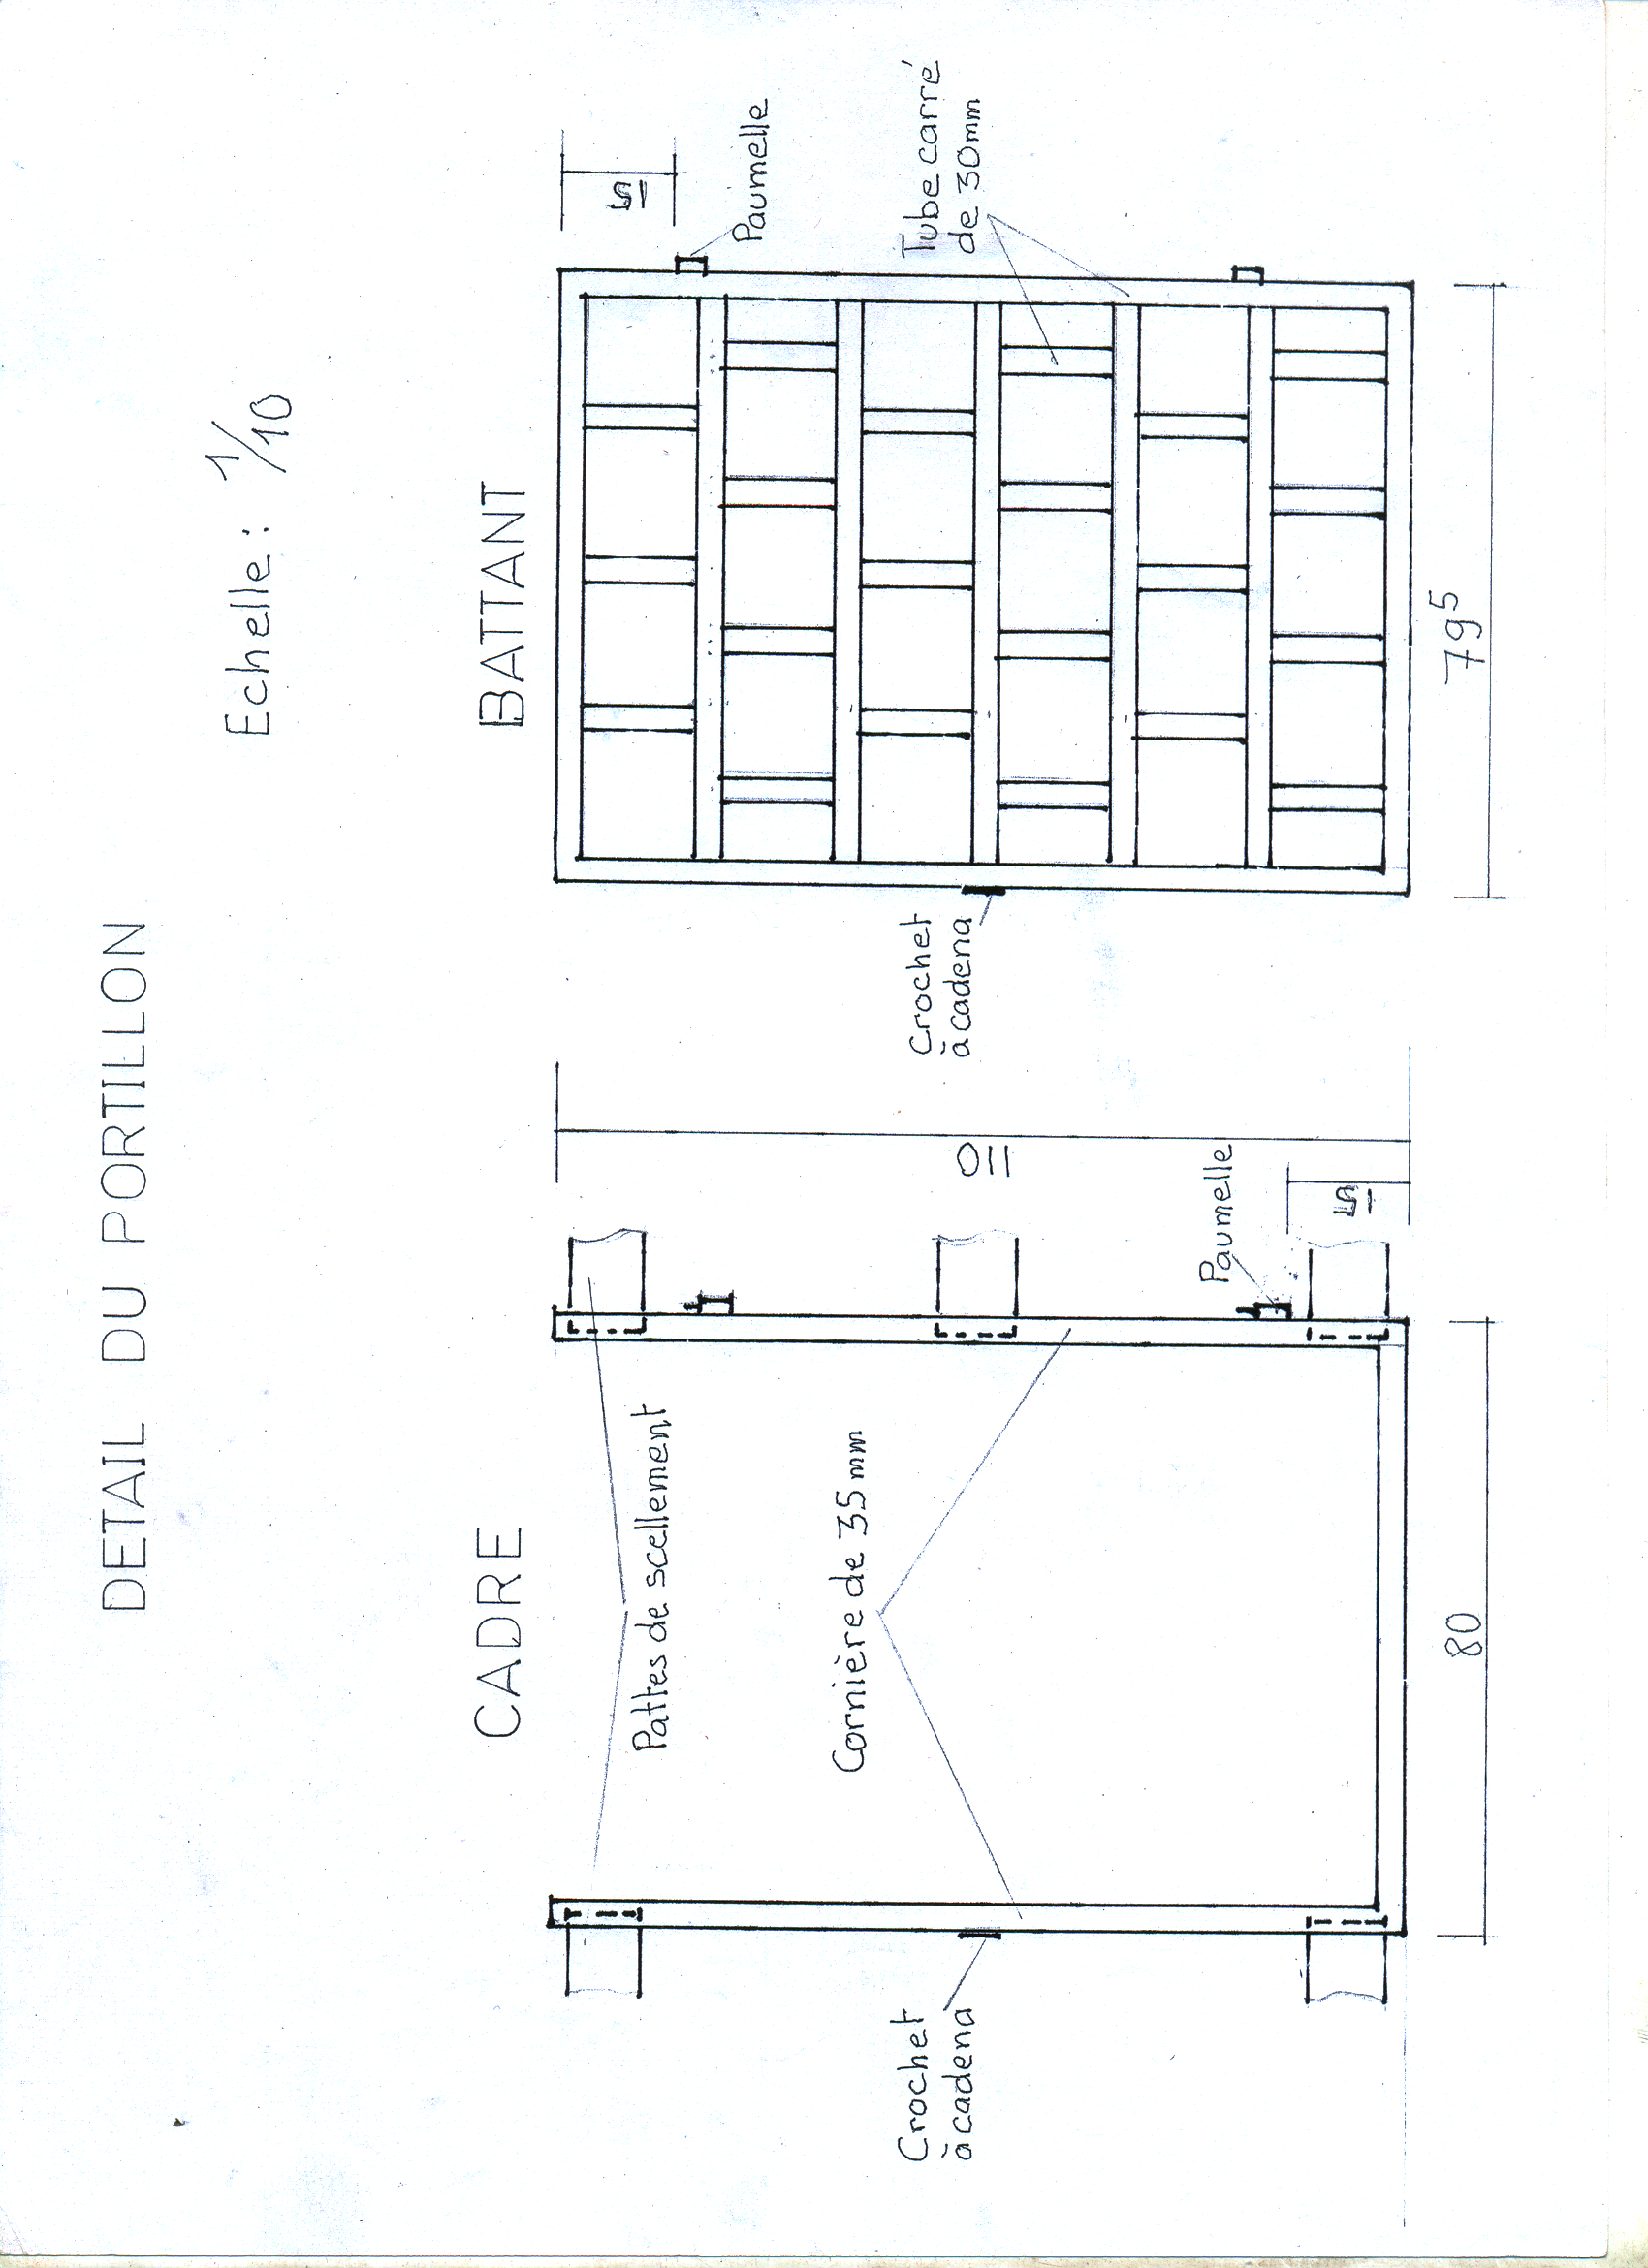 DETAIL DU PORTILLON
Echelle: 1/10
CADRE
BATTANT
Pattes de scellement
Cornière de 35mm
Crochet
à cadena
Paumelle
110
15
80
Crochet
à cadena
Paumelle
15
Tube carré
de 30mm
79⁵